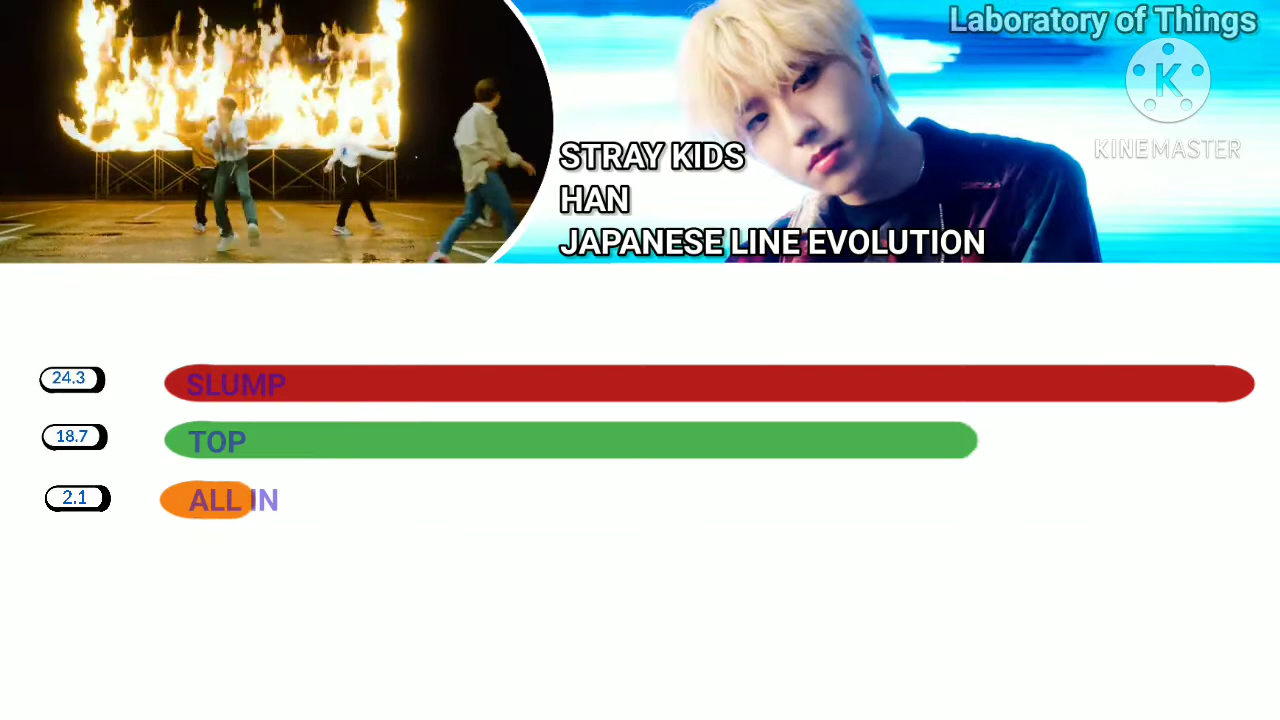 Laboratory of Things
K
KINEMASTER
STRAY KIDS
HAN
JAPANESE LINE EVOLUTION
24.3 SLUMP
18.7 TOP
2.1 ALL IN